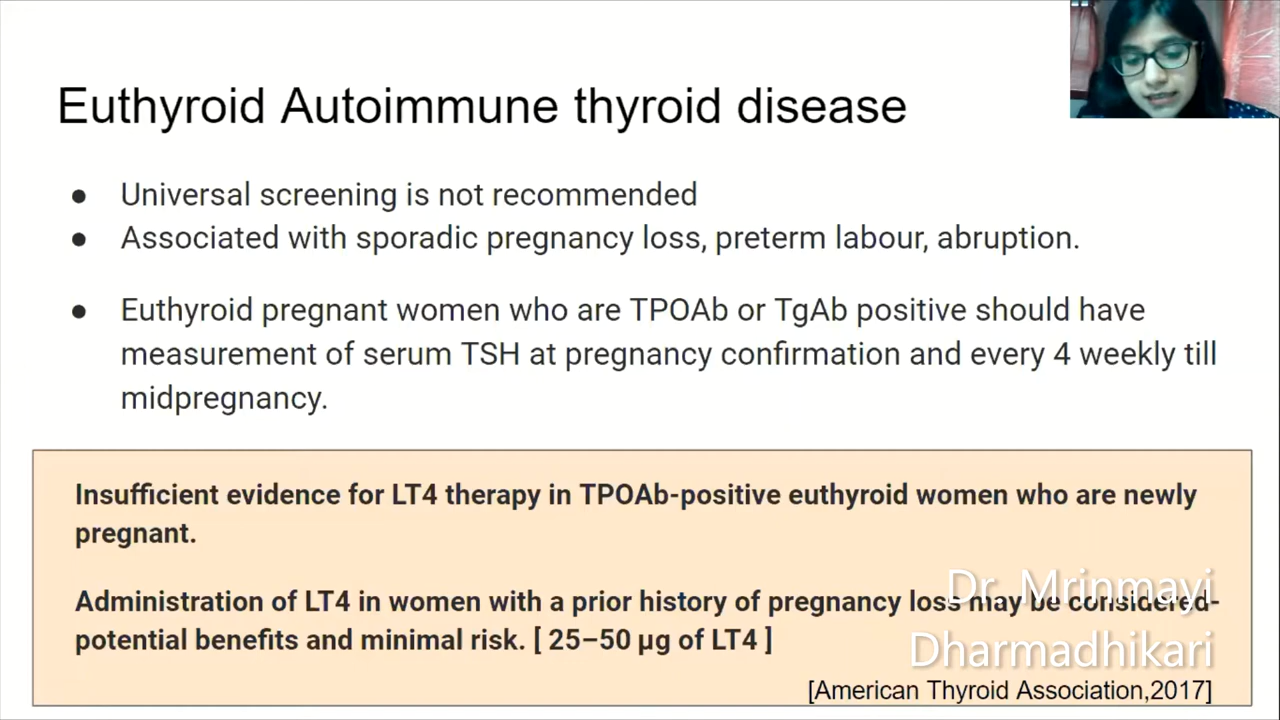 Euthyroid Autoimmune thyroid disease
● Universal screening is not recommended
● Associated with sporadic pregnancy loss, preterm labour, abruption.
● Euthyroid pregnant women who are TPOAb or TgAb positive should have
measurement of serum TSH at pregnancy confirmation and every 4 weekly till
midpregnancy.
Insufficient evidence for LT4 therapy in TPOAb-positive euthyroid women who are newly
pregnant.
Administration of LT4 in women with a prior history of pregnancy loss may be considered-
potential benefits and minimal risk. [ 25–50 μg of LT4 ]
Dr. Mrinmayi
Dharmadhikari
[American Thyroid Association,2017]